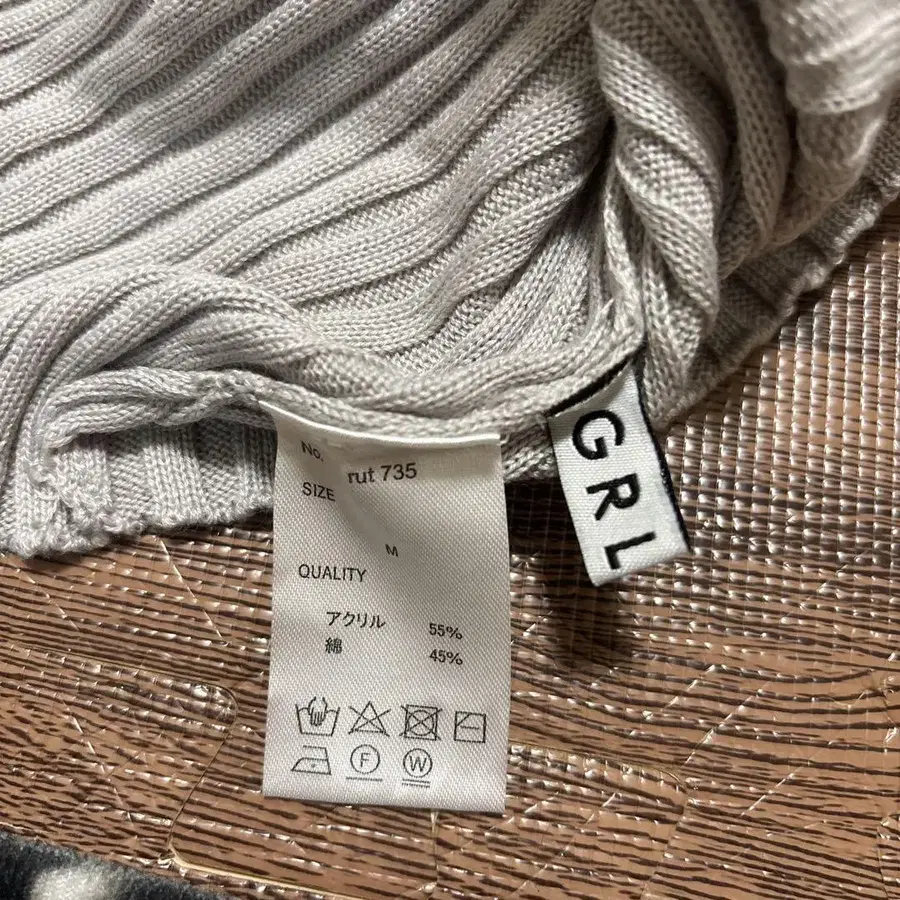 No. rut 735
SIZE
M
QUALITY
アクリル 55%
綿 45%
F W
GRL